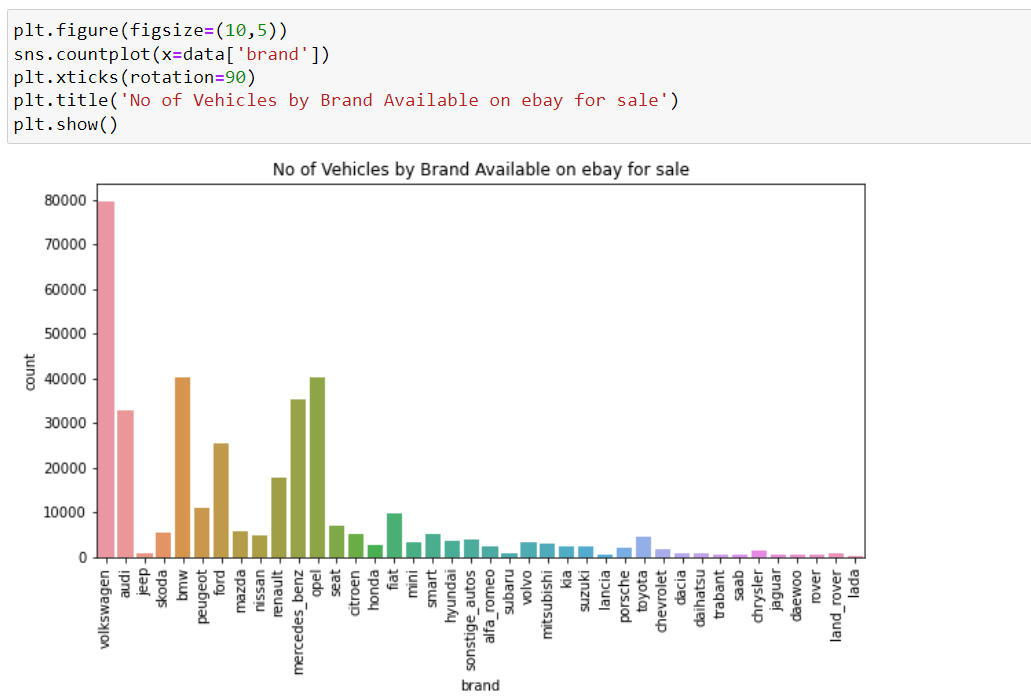 plt.figure(figsize=(10,5))
sns.countplot(x=data['brand'])
plt.xticks(rotation=90)
plt.title('No of Vehicles by Brand Available on ebay for sale')
plt.show()
No of Vehicles by Brand Available on ebay for sale
80000
70000
60000
50000
40000
30000
20000
10000
0
count
volkswagen
audi
jeep
skoda
bmw
peugeot
ford
mazda
nissan
renault
mercedes_benz
opel
seat
citroen
honda
fiat
mini
smart
hyundai
sonstige_autos
alfa_romeo
subaru
volvo
mitsubishi
kia
suzuki
lancia
porsche
toyota
chevrolet
dacia
daihatsu
trabant
saab
chrysler
jaguar
daewoo
rover
land_rover
lada
brand